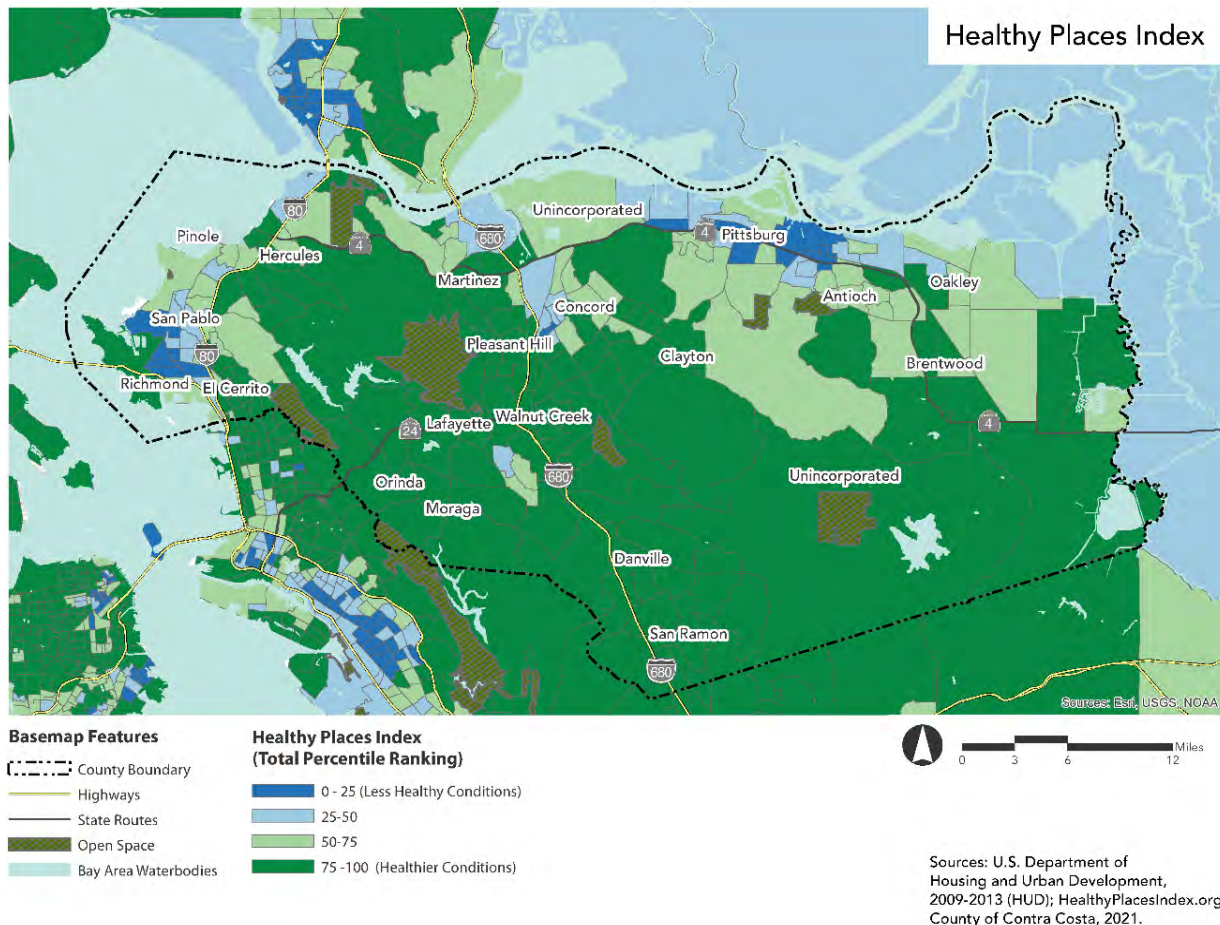 Healthy Places Index
Unincorporated
80
Pinole
4
Pittsburg
680
Hercules
4
Martinez
Oakley
Antioch
Concord
San Pablo
Pleasant Hill
80
Clayton
Brentwood
Richmond
El Cerrito
Walnut Creek
Lafayette
24
4
680
Unincorporated
Orinda
Moraga
Danville
San Ramon
680
Sources: Esri, USGS, NOAA
Basemap Features
County Boundary
Highways
State Routes
Open Space
Bay Area Waterbodies
Healthy Places Index
(Total Percentile Ranking)
0 - 25 (Less Healthy Conditions)
25-50
50-75
75 -100 (Healthier Conditions)
Miles
0 3 6 12
Sources: U.S. Department of
Housing and Urban Development,
2009-2013 (HUD); HealthyPlacesIndex.org
County of Contra Costa, 2021.